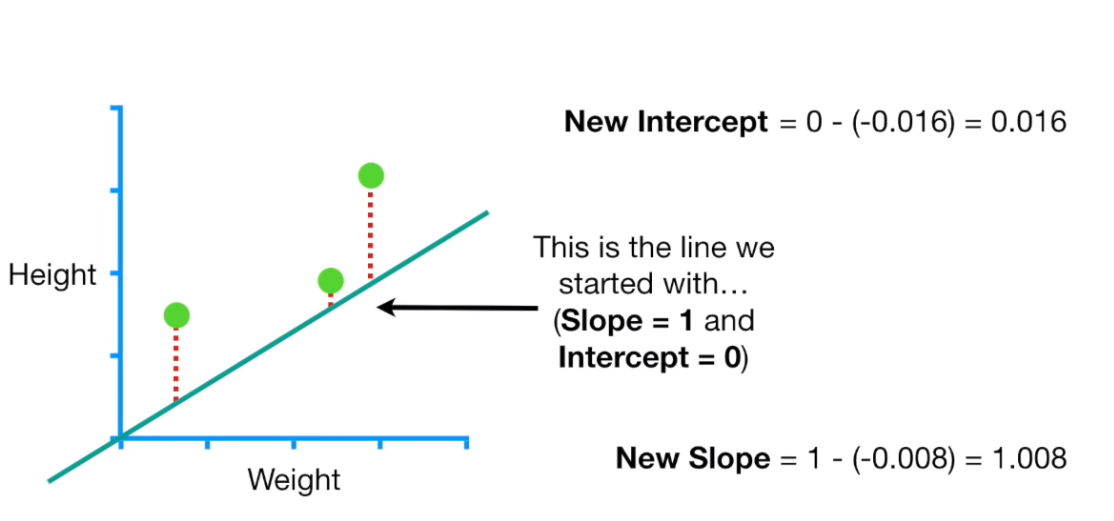 New Intercept = 0 - (-0.016) = 0.016
Height
This is the line we
started with…
(Slope = 1 and
Intercept = 0)
Weight
New Slope = 1 - (-0.008) = 1.008